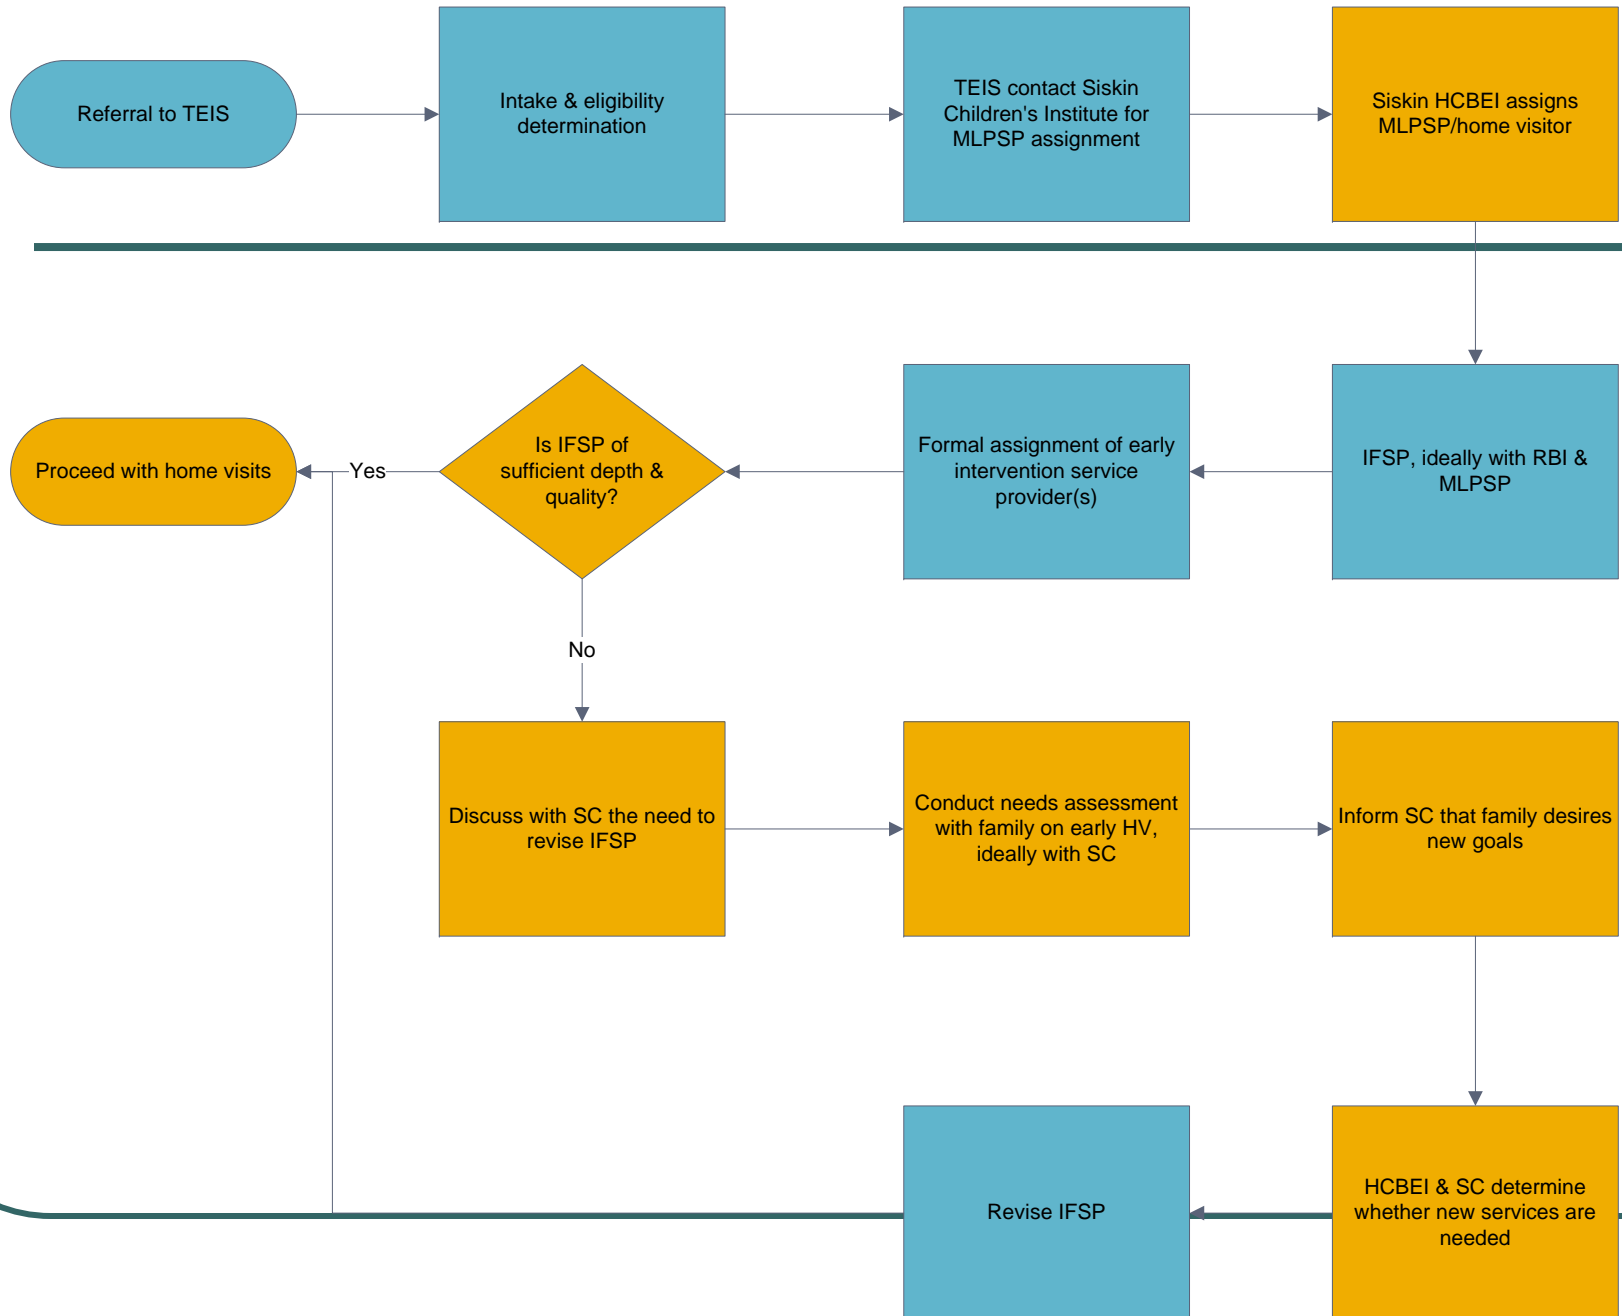 Referral to TEIS
Intake & eligibility
determination
TEIS contact Siskin
Children's Institute for
MLPSP assignment
Siskin HCBEI assigns
MLPSP/home visitor
Proceed with home visits
Yes
Is IFSP of
sufficient depth &
quality?
Formal assignment of early
intervention service
provider(s)
IFSP, ideally with RBI &
MLPSP
No
Discuss with SC the need to
revise IFSP
Conduct needs assessment
with family on early HV,
ideally with SC
Inform SC that family desires
new goals
Revise IFSP
HCBEI & SC determine
whether new services are
needed